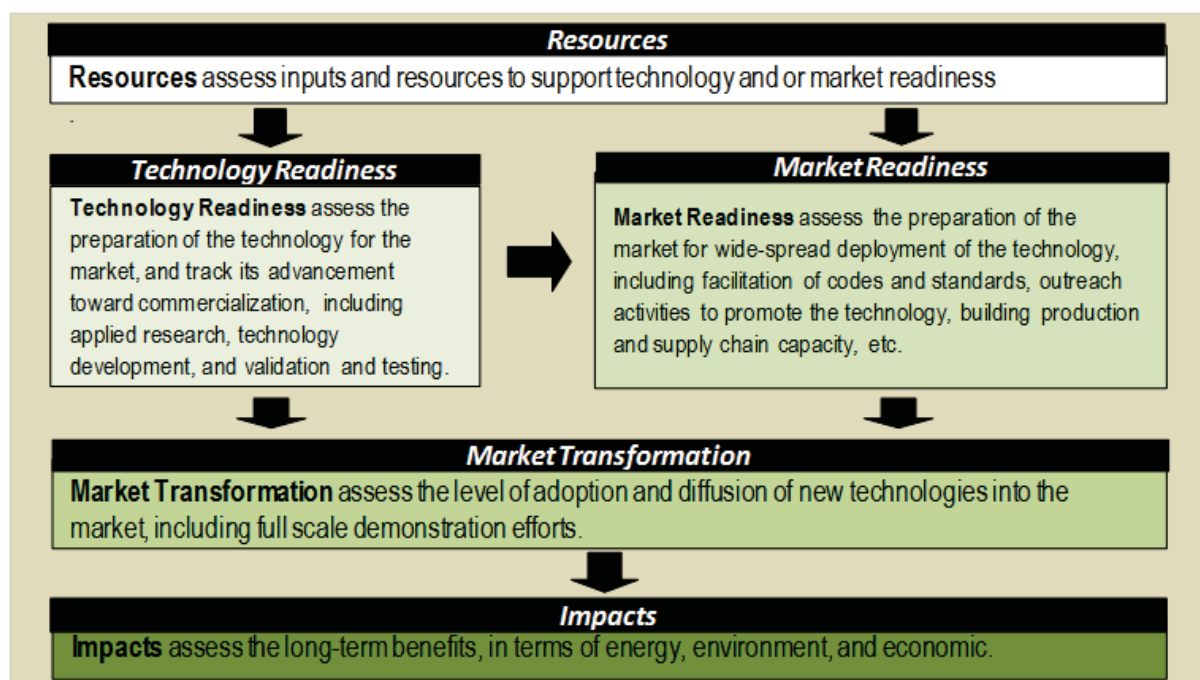 Resources
Resources assess inputs and resources to support technology and or market readiness
.
Technology Readiness
Technology Readiness assess the
preparation of the technology for the
market, and track its advancement
toward commercialization, including
applied research, technology
development, and validation and testing.
Market Readiness
Market Readiness assess the preparation of the
market for wide-spread deployment of the technology,
including facilitation of codes and standards, outreach
activities to promote the technology, building production
and supply chain capacity, etc.
Market Transformation
Market Transformation assess the level of adoption and diffusion of new technologies into the
market, including full scale demonstration efforts.
Impacts
Impacts assess the long-term benefits, in terms of energy, environment, and economic.